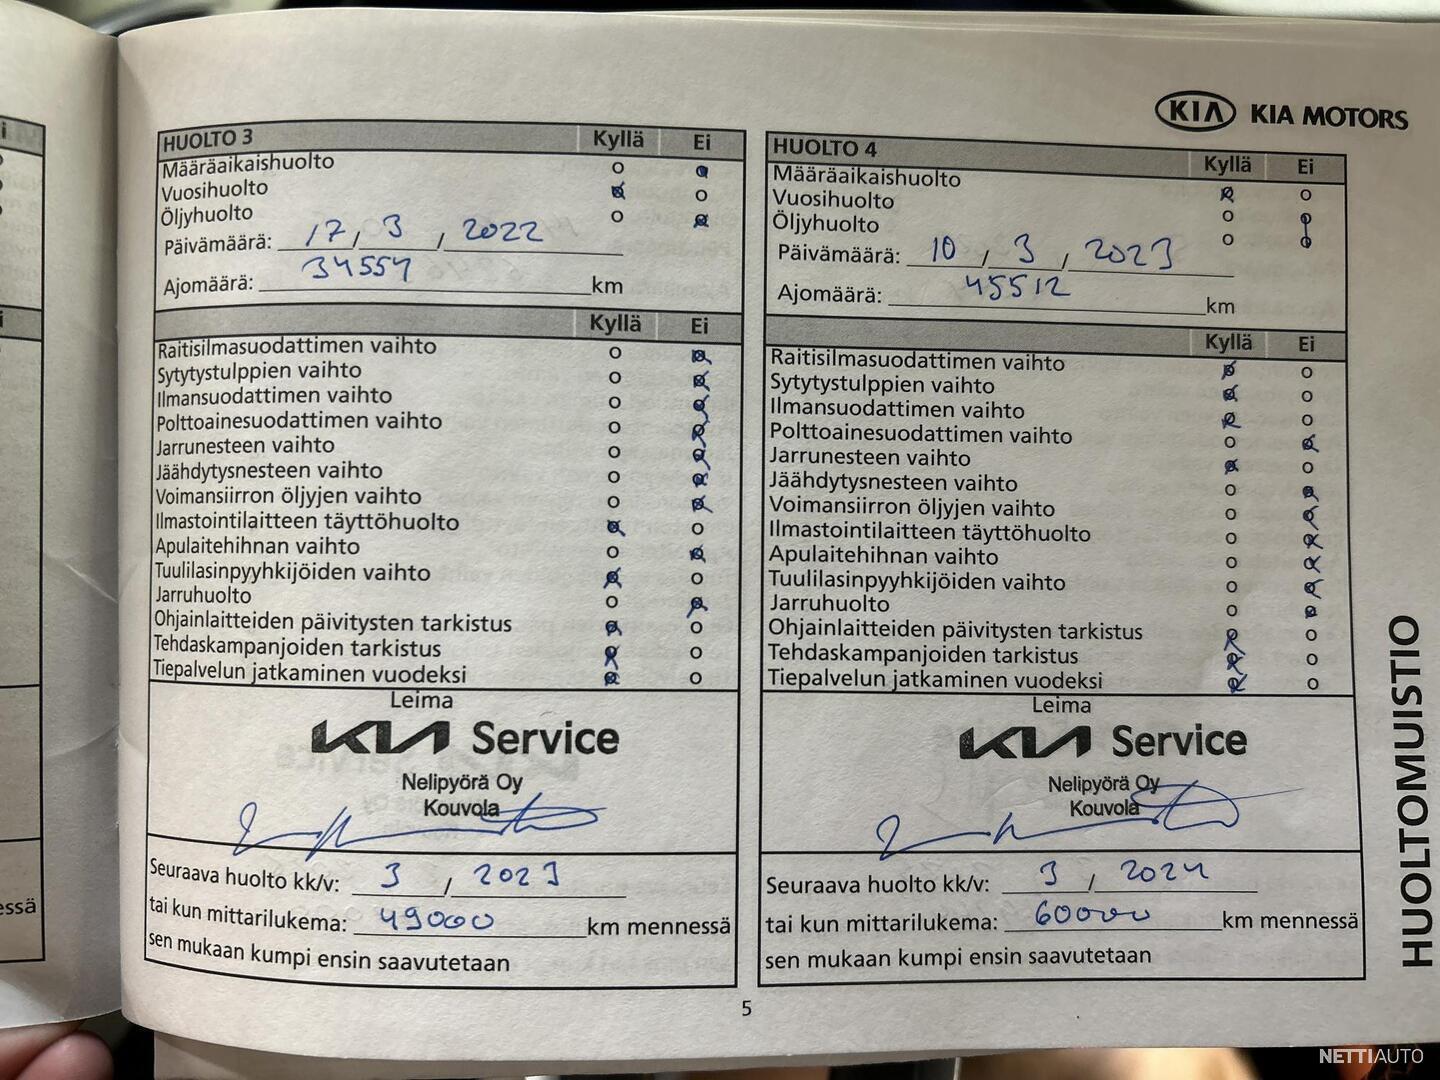 KIA KIA MOTORS
HUOLTO 3 Kyllä Ei
Määräaikaishuolto
Vuosihuolto
Öljyhuolto
Päivämäärä: 17 / 3 / 2022
Ajomäärä: 34554 km
Kyllä Ei
Raitisilmasuodattimen vaihto
Sytytystulppien vaihto
Ilmansuodattimen vaihto
Polttoainesuodattimen vaihto
Jarrunesteen vaihto
Jäähdytysnesteen vaihto
Voimansiirron öljyjen vaihto
Ilmastointilaitteen täyttöhuolto
Apulaitehihnan vaihto
Tuulilasinpyyhkijöiden vaihto
Jarruhuolto
Ohjainlaitteiden päivitysten tarkistus
Tehdaskampanjoiden tarkistus
Tiepalvelun jatkaminen vuodeksi
Leima
KIA Service
Nelipyörä Oy
Kouvola
Seuraava huolto kk/v: 3 / 2023
tai kun mittarilukema: 49000 km mennessä
sen mukaan kumpi ensin saavutetaan
HUOLTO 4 Kyllä Ei
Määräaikaishuolto
Vuosihuolto
Öljyhuolto
Päivämäärä: 10 / 3 / 2023
Ajomäärä: 45512 km
Kyllä Ei
Raitisilmasuodattimen vaihto
Sytytystulppien vaihto
Ilmansuodattimen vaihto
Polttoainesuodattimen vaihto
Jarrunesteen vaihto
Jäähdytysnesteen vaihto
Voimansiirron öljyjen vaihto
Ilmastointilaitteen täyttöhuolto
Apulaitehihnan vaihto
Tuulilasinpyyhkijöiden vaihto
Jarruhuolto
Ohjainlaitteiden päivitysten tarkistus
Tehdaskampanjoiden tarkistus
Tiepalvelun jatkaminen vuodeksi
Leima
KIA Service
Nelipyörä Oy
Kouvola
Seuraava huolto kk/v: 3 / 2024
tai kun mittarilukema: 60000 km mennessä
sen mukaan kumpi ensin saavutetaan
HUOLTOMUISTIO
5
NETTIAUTO